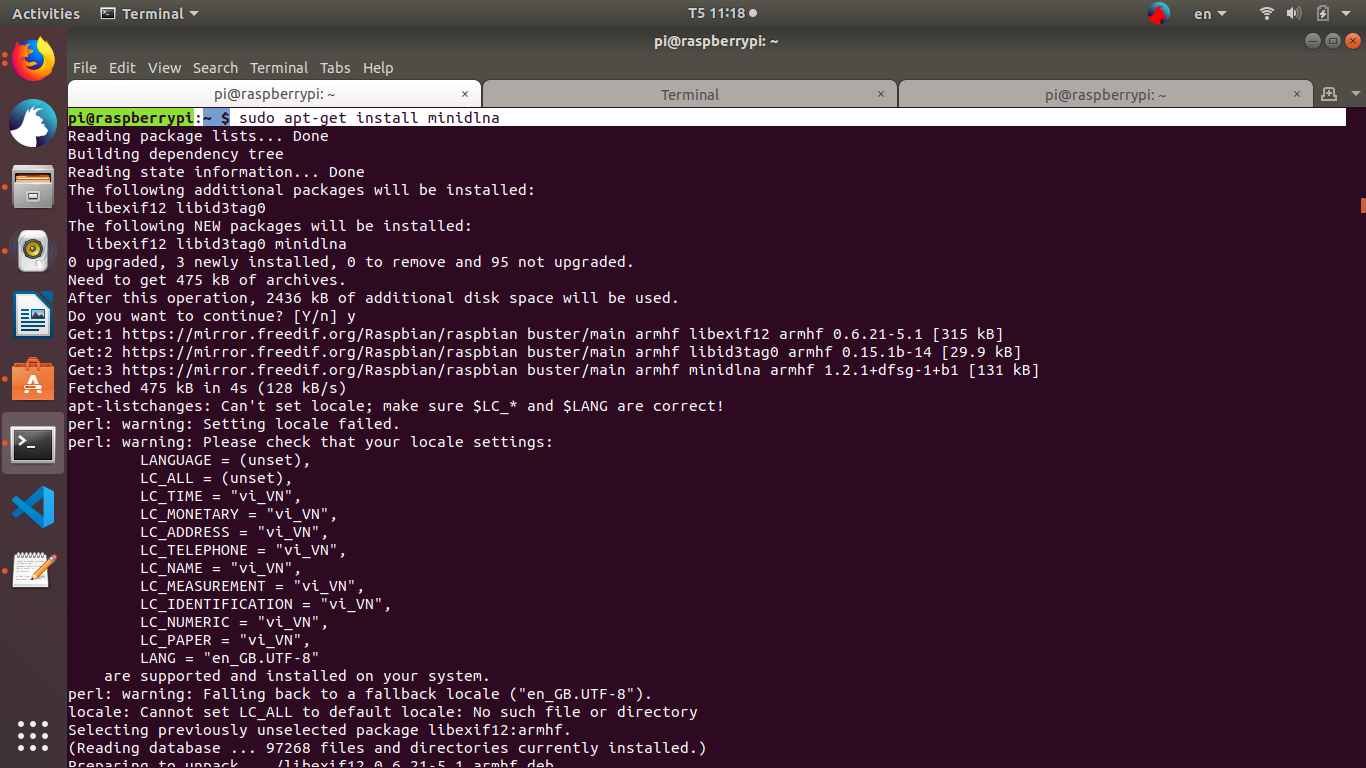 Activities
Terminal
T5 11:18
en
pi@raspberrypi: ~
File Edit View Search Terminal Tabs Help
pi@raspberrypi: ~
Terminal
pi@raspberrypi: ~
pi@raspberrypi:~ $ sudo apt-get install minidlna
Reading package lists... Done
Building dependency tree
Reading state information... Done
The following additional packages will be installed:
  libexif12 libid3tag0
The following NEW packages will be installed:
  libexif12 libid3tag0 minidlna
0 upgraded, 3 newly installed, 0 to remove and 95 not upgraded.
Need to get 475 kB of archives.
After this operation, 2436 kB of additional disk space will be used.
Do you want to continue? [Y/n] y
Get:1 https://mirror.freedif.org/Raspbian/raspbian buster/main armhf libexif12 armhf 0.6.21-5.1 [315 kB]
Get:2 https://mirror.freedif.org/Raspbian/raspbian buster/main armhf libid3tag0 armhf 0.15.1b-14 [29.9 kB]
Get:3 https://mirror.freedif.org/Raspbian/raspbian buster/main armhf minidlna armhf 1.2.1+dfsg-1+b1 [131 kB]
Fetched 475 kB in 4s (128 kB/s)
apt-listchanges: Can't set locale; make sure $LC_* and $LANG are correct!
perl: warning: Setting locale failed.
perl: warning: Please check that your locale settings:
        LANGUAGE = (unset),
        LC_ALL = (unset),
        LC_TIME = "vi_VN",
        LC_MONETARY = "vi_VN",
        LC_ADDRESS = "vi_VN",
        LC_TELEPHONE = "vi_VN",
        LC_NAME = "vi_VN",
        LC_MEASUREMENT = "vi_VN",
        LC_IDENTIFICATION = "vi_VN",
        LC_NUMERIC = "vi_VN",
        LC_PAPER = "vi_VN",
        LANG = "en_GB.UTF-8"
    are supported and installed on your system.
perl: warning: Falling back to a fallback locale ("en_GB.UTF-8").
locale: Cannot set LC_ALL to default locale: No such file or directory
Selecting previously unselected package libexif12:armhf.
(Reading database ... 97268 files and directories currently installed.)
Preparing to unpack .../libexif12_0.6.21-5.1_armhf.deb ...